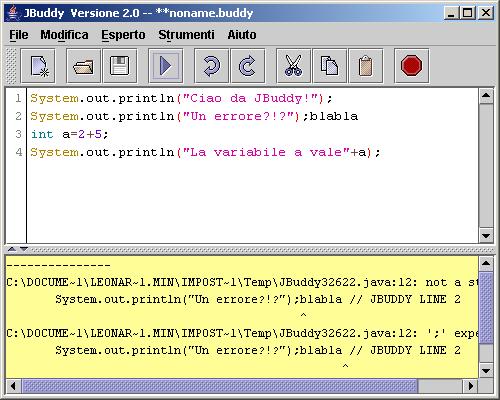 JBuddy Versione 2.0 -- **noname.buddy
File Modifica Esperto Strumenti Aiuto
1 System.out.println("Ciao da JBuddy!");
2 System.out.println("Un errore?!?");blabla
3 int a=2+5;
4 System.out.println("La variabile a vale"+a);
---------------
C:\DOCUME~1\LEONAR~1.MIN\IMPOST~1\Temp\JBuddy32622.java:12: not a st
System.out.println("Un errore?!?");blabla // JBUDDY LINE 2
^
C:\DOCUME~1\LEONAR~1.MIN\IMPOST~1\Temp\JBuddy32622.java:12: ';' expe
System.out.println("Un errore?!?");blabla // JBUDDY LINE 2
^